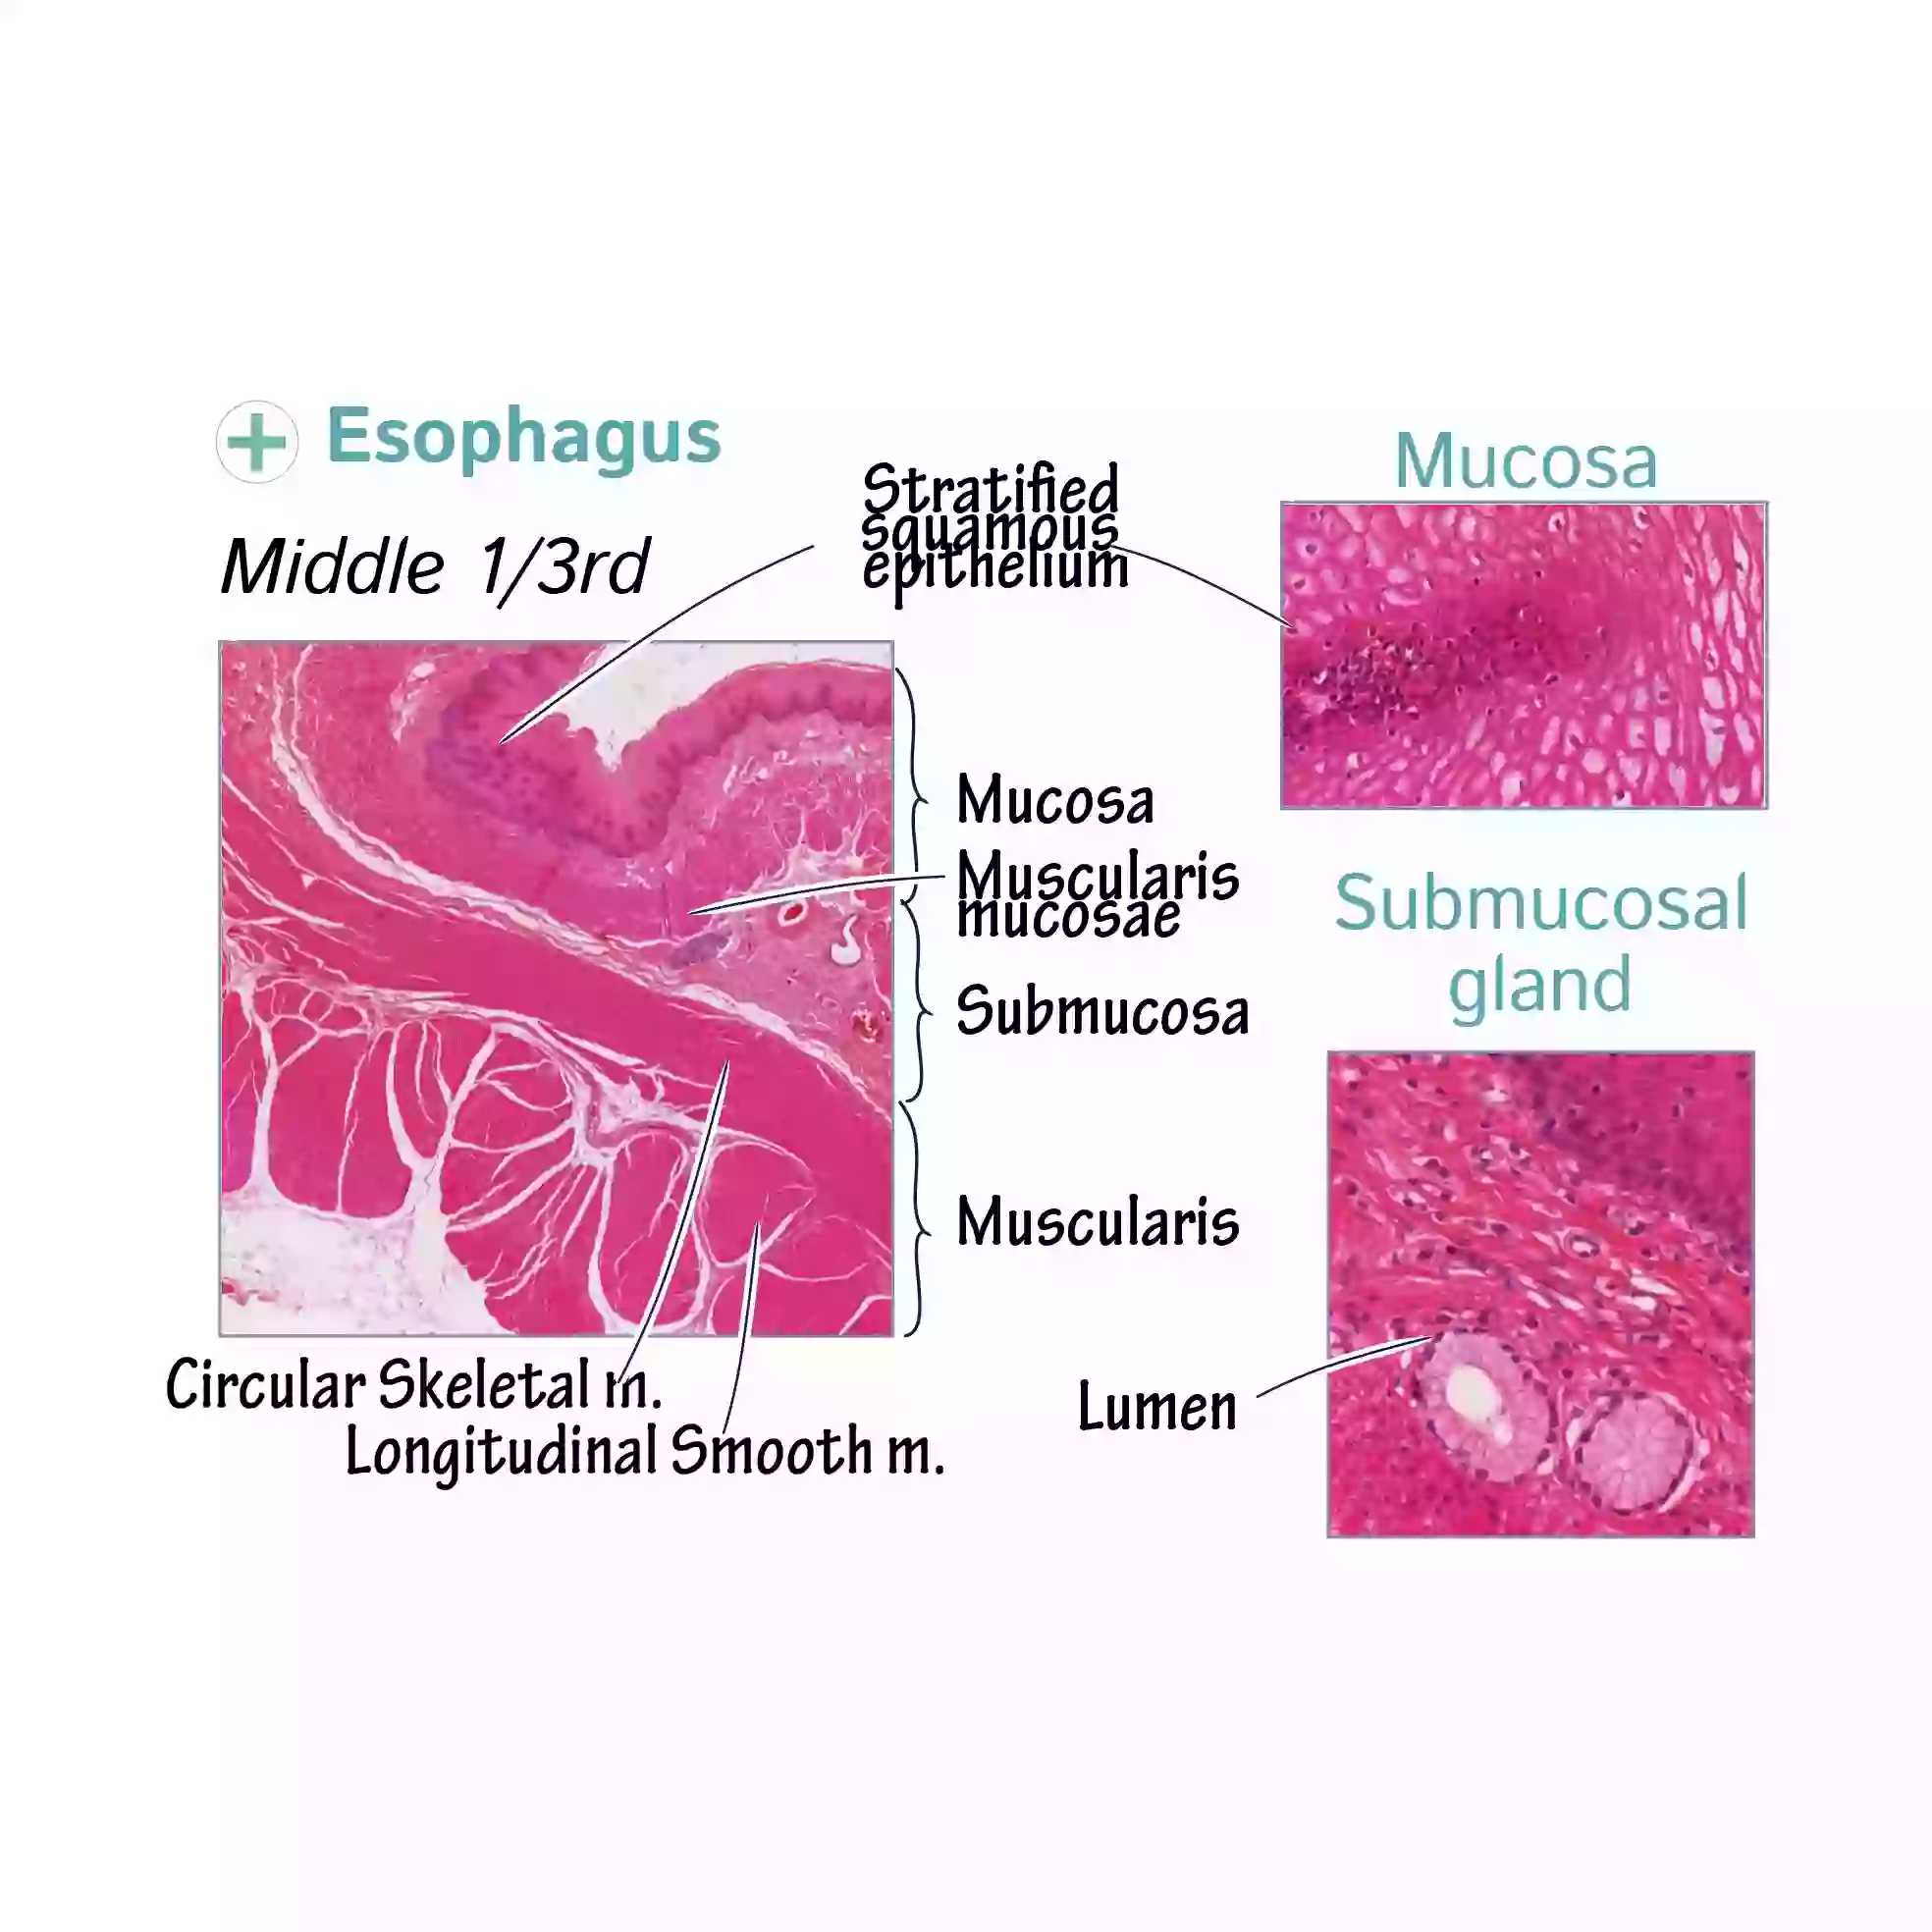 Esophagus
Middle 1/3rd
Stratified
squamous
epithelium
Mucosa
Muscularis
mucosae
Submucosa
Muscularis
Circular Skeletal m.
Longitudinal Smooth m.
Mucosa
Submucosal
gland
Lumen